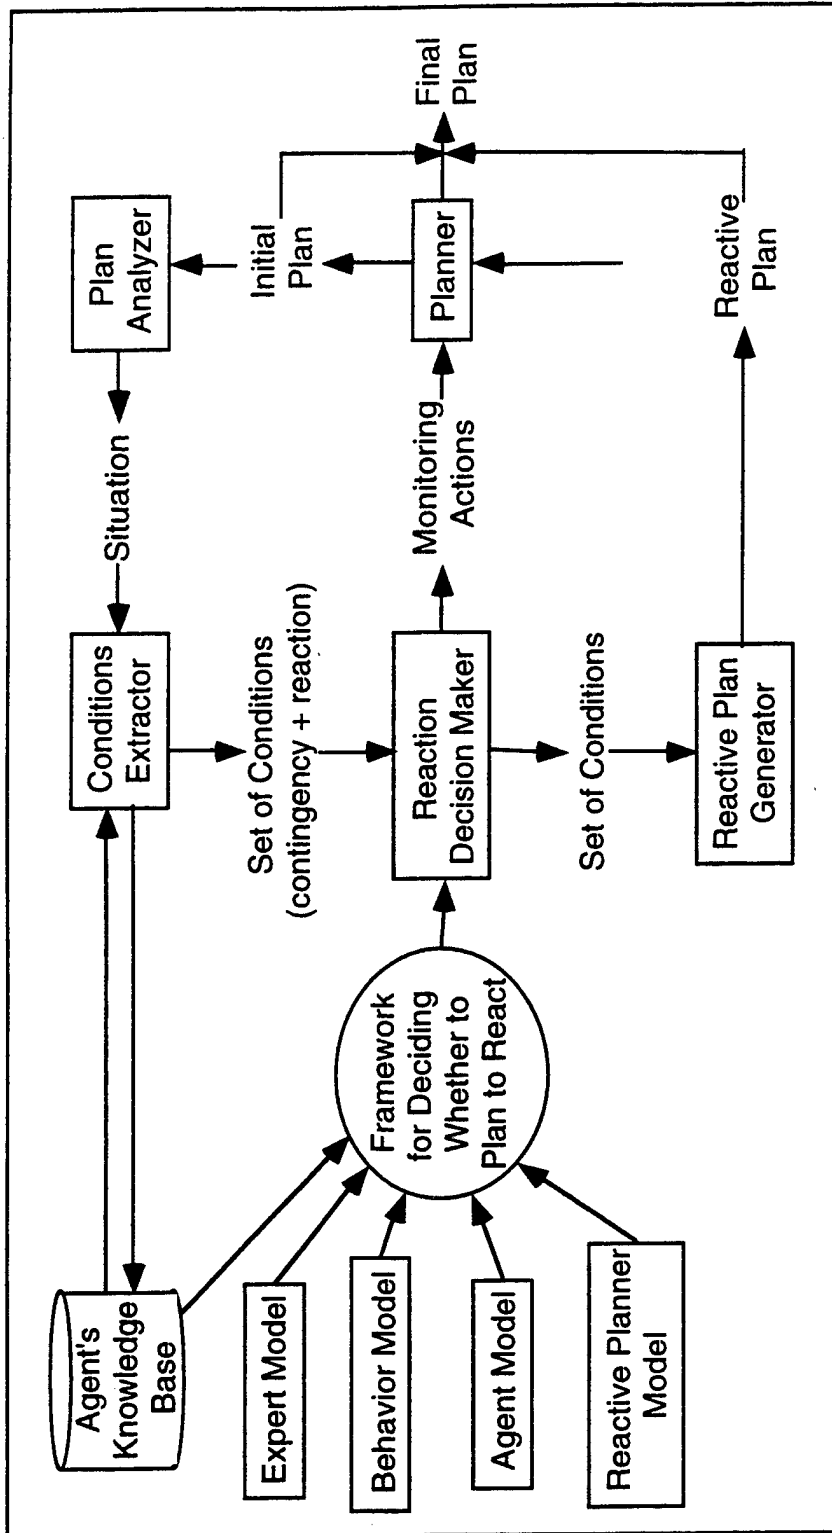 Agent's
Knowledge
Base
Conditions
Extractor
Situation
Plan
Analyzer
Expert Model
Behavior Model
Agent Model
Reactive Planner
Model
Framework
for Deciding
Whether to
Plan to React
Set of Conditions
(contingency + reaction)
Initial
Plan
Reaction
Decision Maker
Monitoring
Actions
Planner
Final
Plan
Set of Conditions
Reactive Plan
Generator
Reactive
Plan